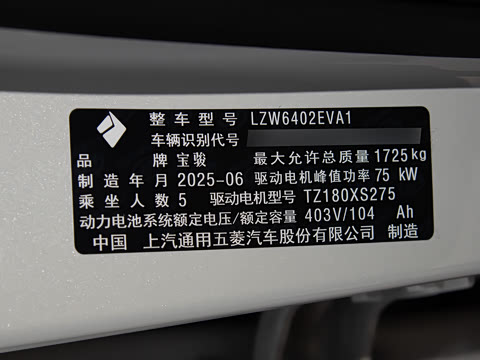 整车型号 LZW6402EVA1
车辆识别代号
品牌 宝骏 最大允许总质量 1725kg
制造年月 2025-06 驱动电机峰值功率 75 kW
乘坐人数 5 驱动电机型号 TZ180XS275
动力电池系统额定电压/额定容量 403V/104 Ah
中国 上汽通用五菱汽车股份有限公司 制造